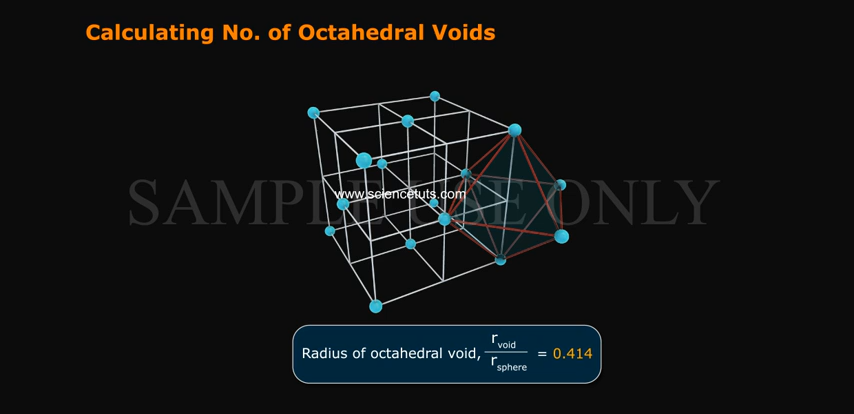 Calculating No. of Octahedral Voids
SAMPLE USE ONLY
www.sciencetuts.com
Radius of octahedral void, r_void / r_sphere = 0.414